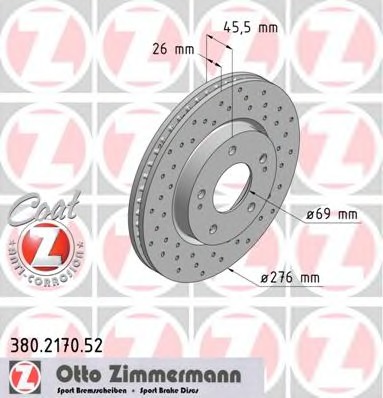 45,5 mm
26 mm
ø69 mm
ø276 mm
Coat
Z
ANTI-CORROSION
380.2170.52
Z
Otto Zimmermann
Sport Bremsscheiben • Sport Brake Discs